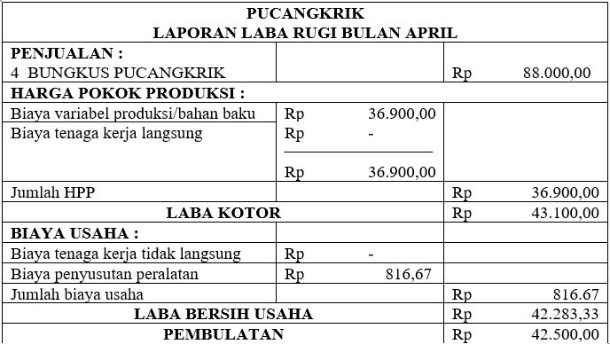 PUCANGKRIK
LAPORAN LABA RUGI BULAN APRIL
PENJUALAN :
4 BUNGKUS PUCANGKRIK Rp 88.000,00
HARGA POKOK PRODUKSI :
Biaya variabel produksi/bahan baku Rp 36.900,00
Biaya tenaga kerja langsung Rp -
Rp 36.900,00
Jumlah HPP Rp 36.900,00
LABA KOTOR Rp 43.100,00
BIAYA USAHA :
Biaya tenaga kerja tidak langsung Rp -
Biaya penyusutan peralatan Rp 816,67
Jumlah biaya usaha Rp 816.67
LABA BERSIH USAHA Rp 42.283,33
PEMBULATAN Rp 42.500,00